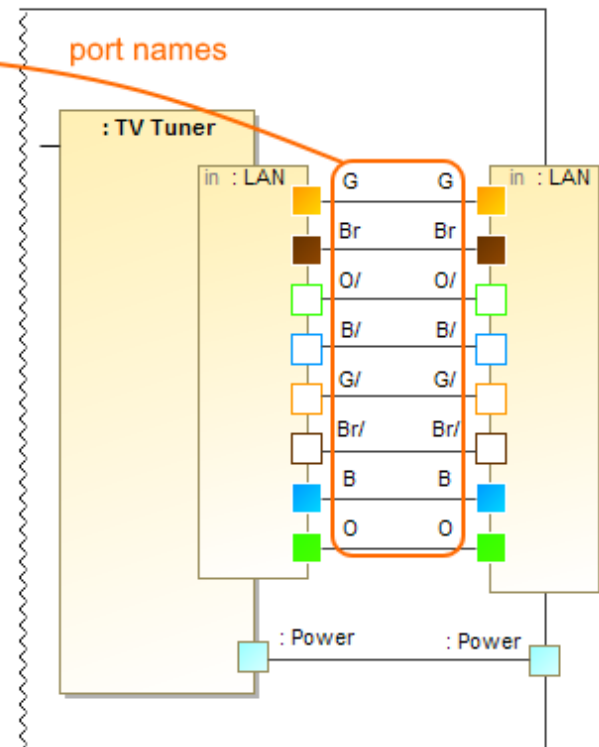 port names
: TV Tuner
in : LAN
in : LAN
G G
Br Br
O/ O/
B/ B/
G/ G/
Br/ Br/
B B
O O
: Power
: Power